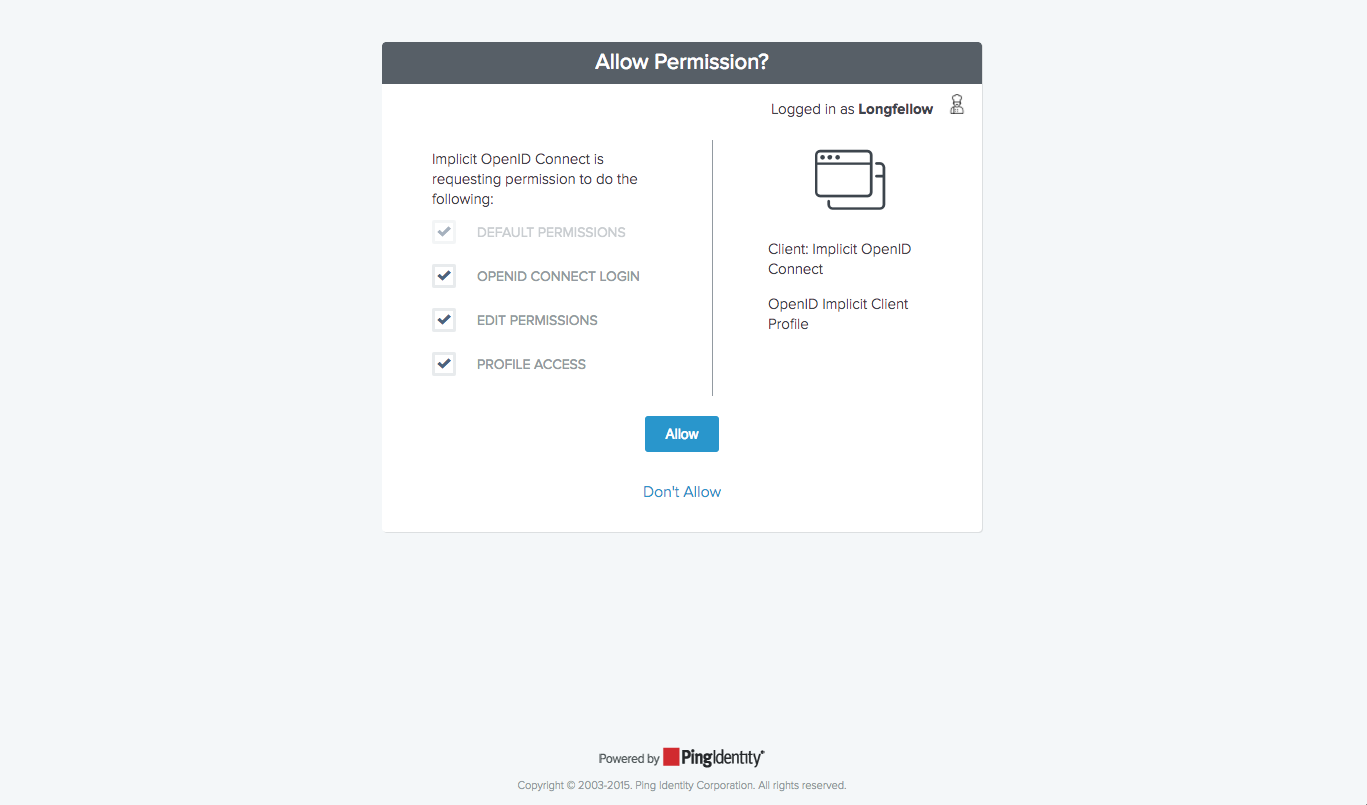 Allow Permission?
Logged in as Longfellow
Implicit OpenID Connect is
requesting permission to do the
following:
DEFAULT PERMISSIONS
OPENID CONNECT LOGIN
EDIT PERMISSIONS
PROFILE ACCESS
Client: Implicit OpenID
Connect
OpenID Implicit Client
Profile
Allow
Don't Allow
Powered by PingIdentity®
Copyright © 2003-2015. Ping Identity Corporation. All rights reserved.